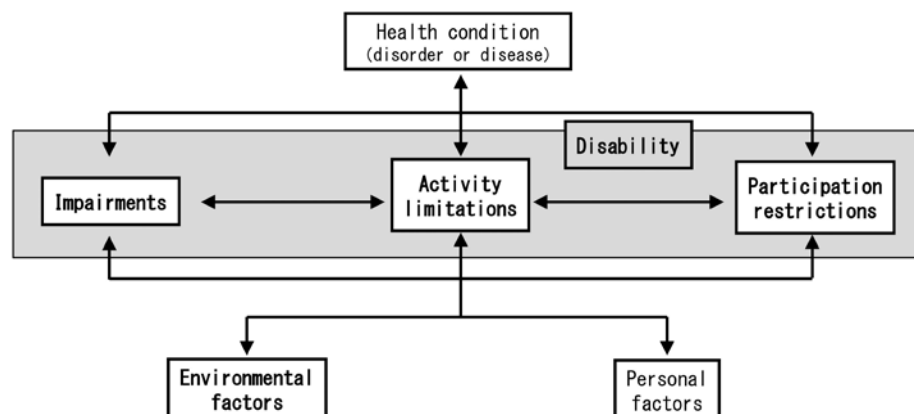 Health condition
(disorder or disease)
Disability
Impairments
Activity
limitations
Participation
restrictions
Environmental
factors
Personal
factors